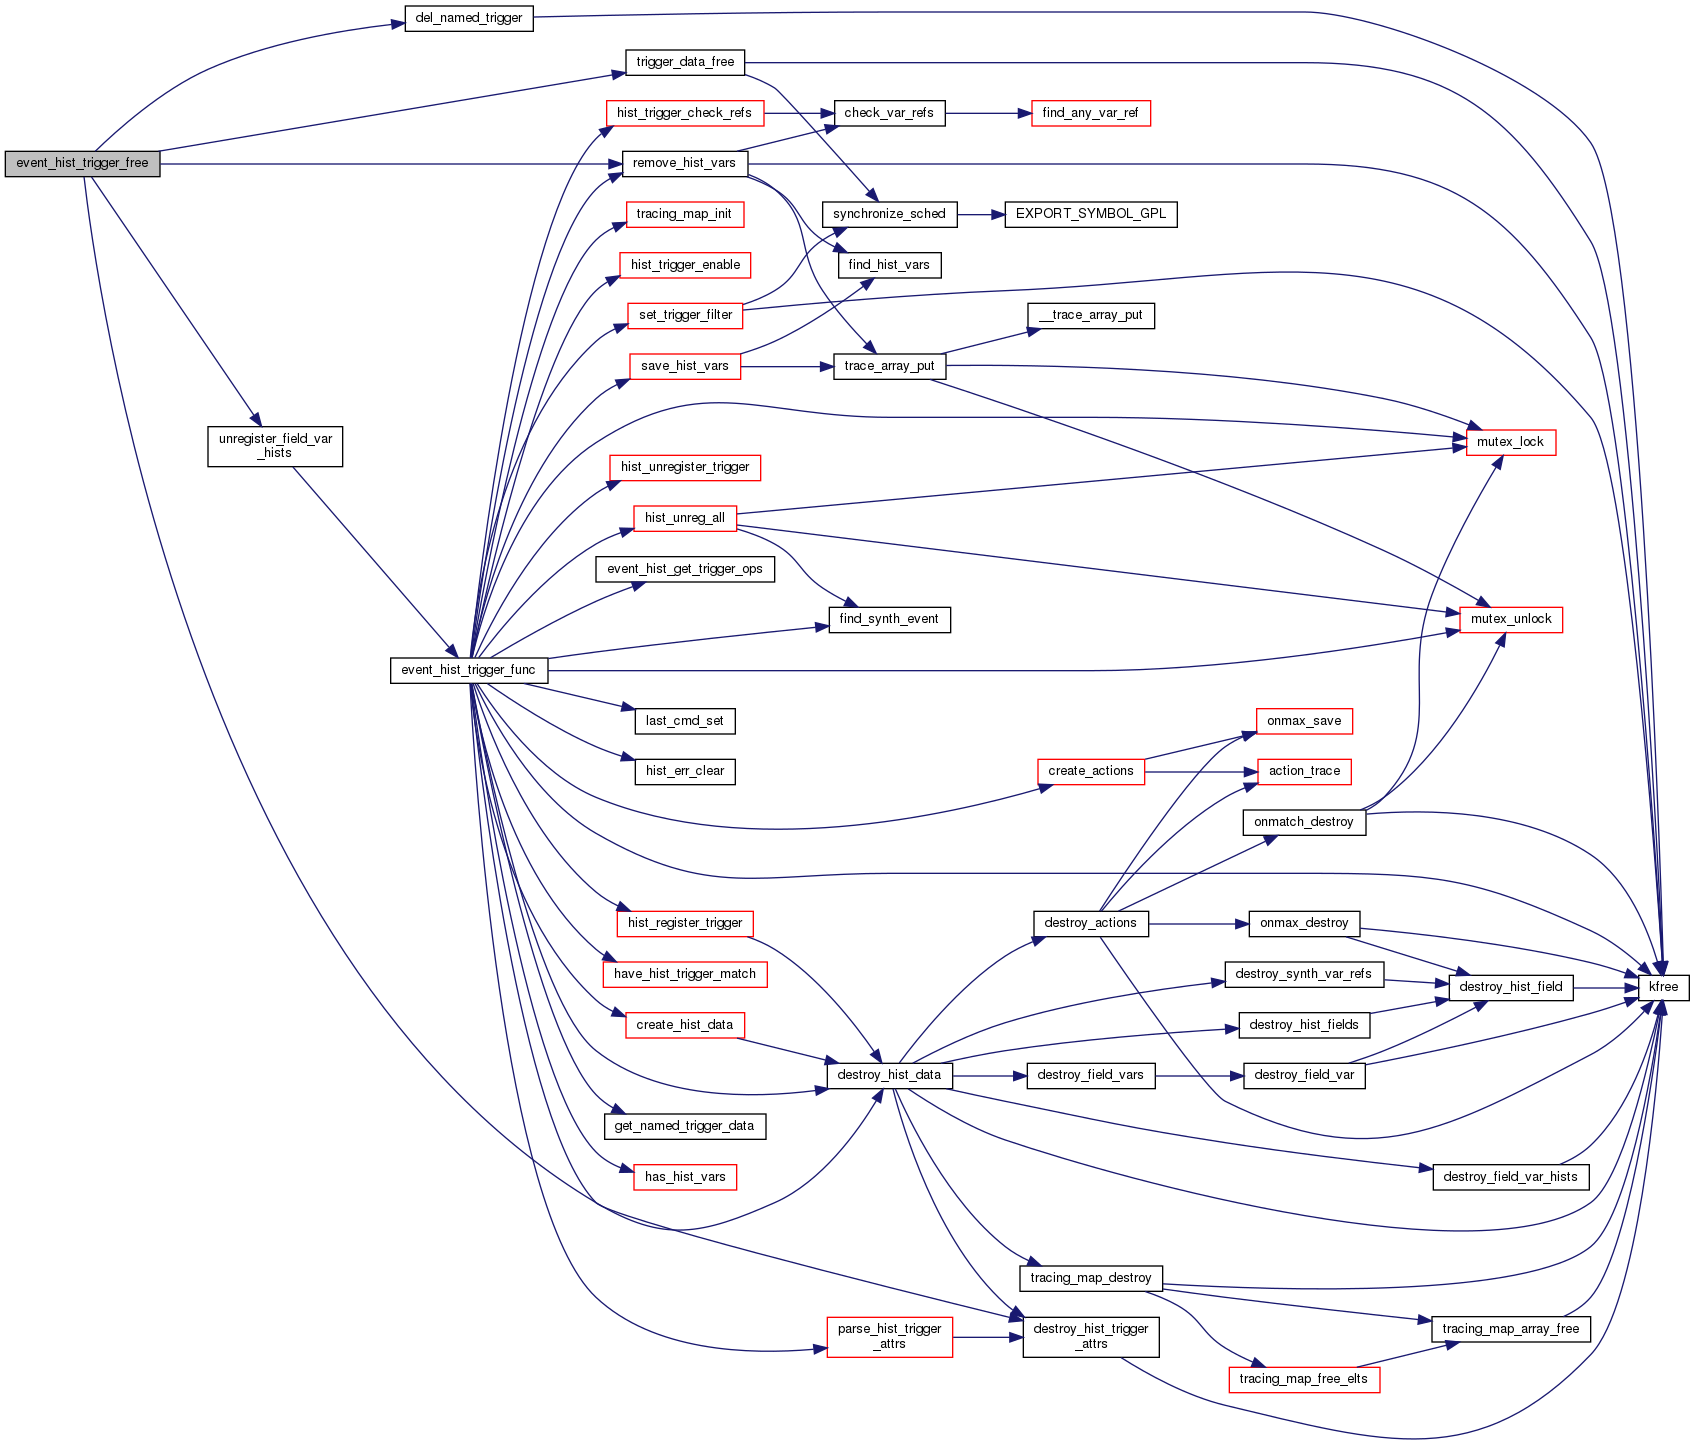 del_named_trigger
trigger_data_free
hist_trigger_check_refs
check_var_refs
find_any_var_ref
event_hist_trigger_free
remove_hist_vars
tracing_map_init
synchronize_sched
EXPORT_SYMBOL_GPL
hist_trigger_enable
find_hist_vars
set_trigger_filter
__trace_array_put
save_hist_vars
trace_array_put
unregister_field_var
_hists
mutex_lock
hist_unregister_trigger
hist_unreg_all
event_hist_get_trigger_ops
find_synth_event
mutex_unlock
event_hist_trigger_func
last_cmd_set
onmax_save
hist_err_clear
create_actions
action_trace
onmatch_destroy
hist_register_trigger
destroy_actions
onmax_destroy
have_hist_trigger_match
destroy_synth_var_refs
destroy_hist_field
kfree
create_hist_data
destroy_hist_fields
destroy_hist_data
destroy_field_vars
destroy_field_var
get_named_trigger_data
has_hist_vars
destroy_field_var_hists
tracing_map_destroy
parse_hist_trigger
_attrs
destroy_hist_trigger
_attrs
tracing_map_array_free
tracing_map_free_elts